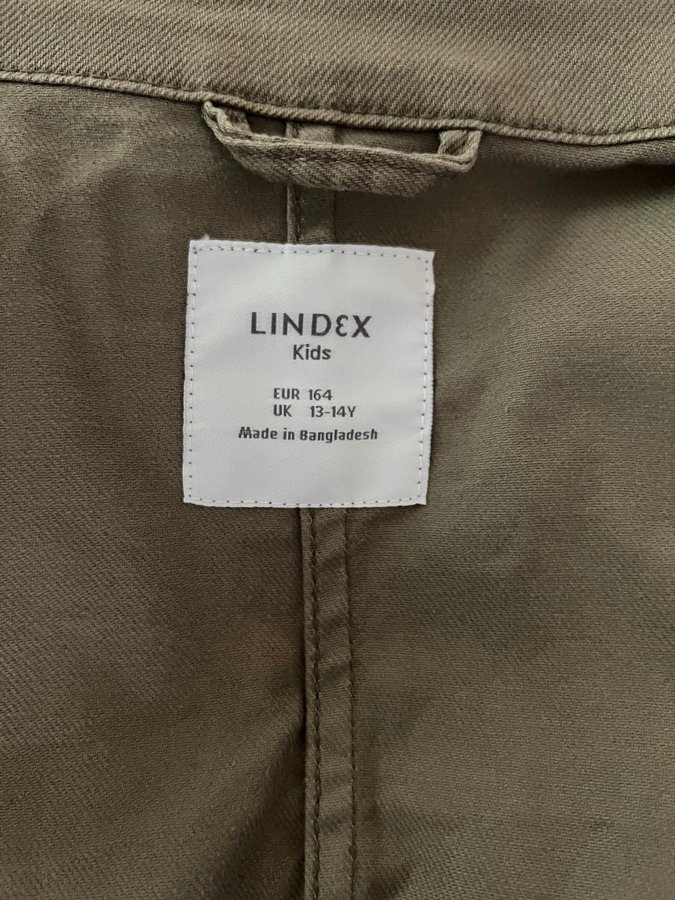 LINDEX
Kids
EUR 164
UK 13-14Y
Made in Bangladesh